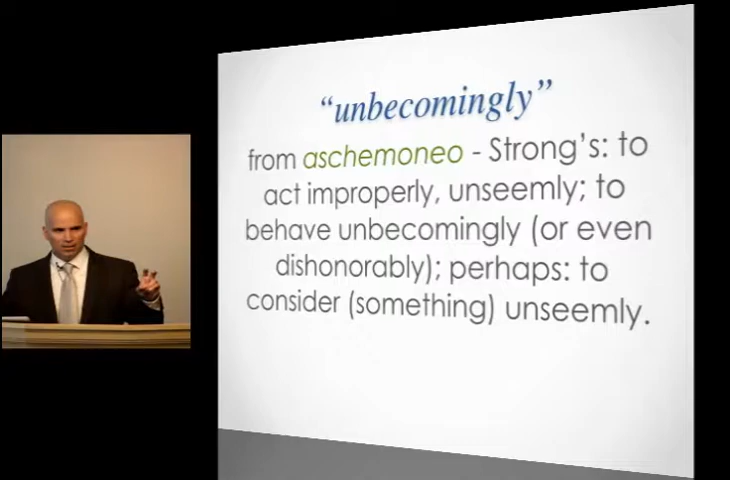 “unbecomingly”
from aschemoneo - Strong’s: to
act improperly, unseemly; to
behave unbecomingly (or even
dishonorably); perhaps: to
consider (something) unseemly.